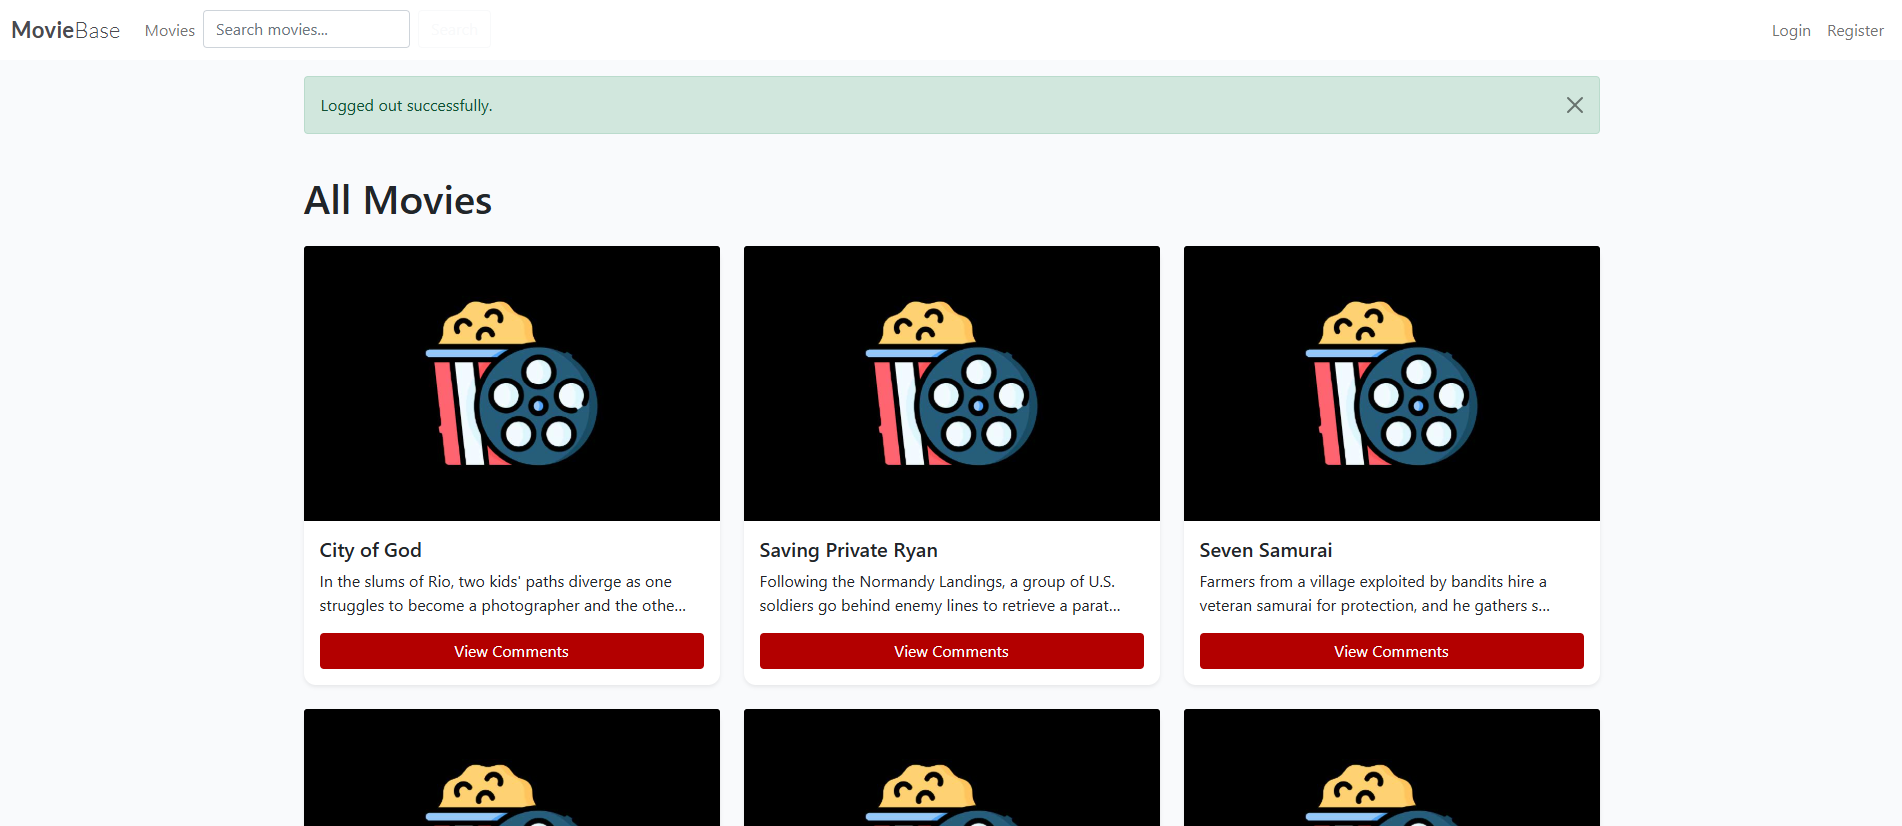 MovieBase Movies Search movies... Search Login Register
Logged out successfully.
All Movies
City of God
In the slums of Rio, two kids' paths diverge as one
struggles to become a photographer and the othe...
View Comments
Saving Private Ryan
Following the Normandy Landings, a group of U.S.
soldiers go behind enemy lines to retrieve a parat...
View Comments
Seven Samurai
Farmers from a village exploited by bandits hire a
veteran samurai for protection, and he gathers s...
View Comments